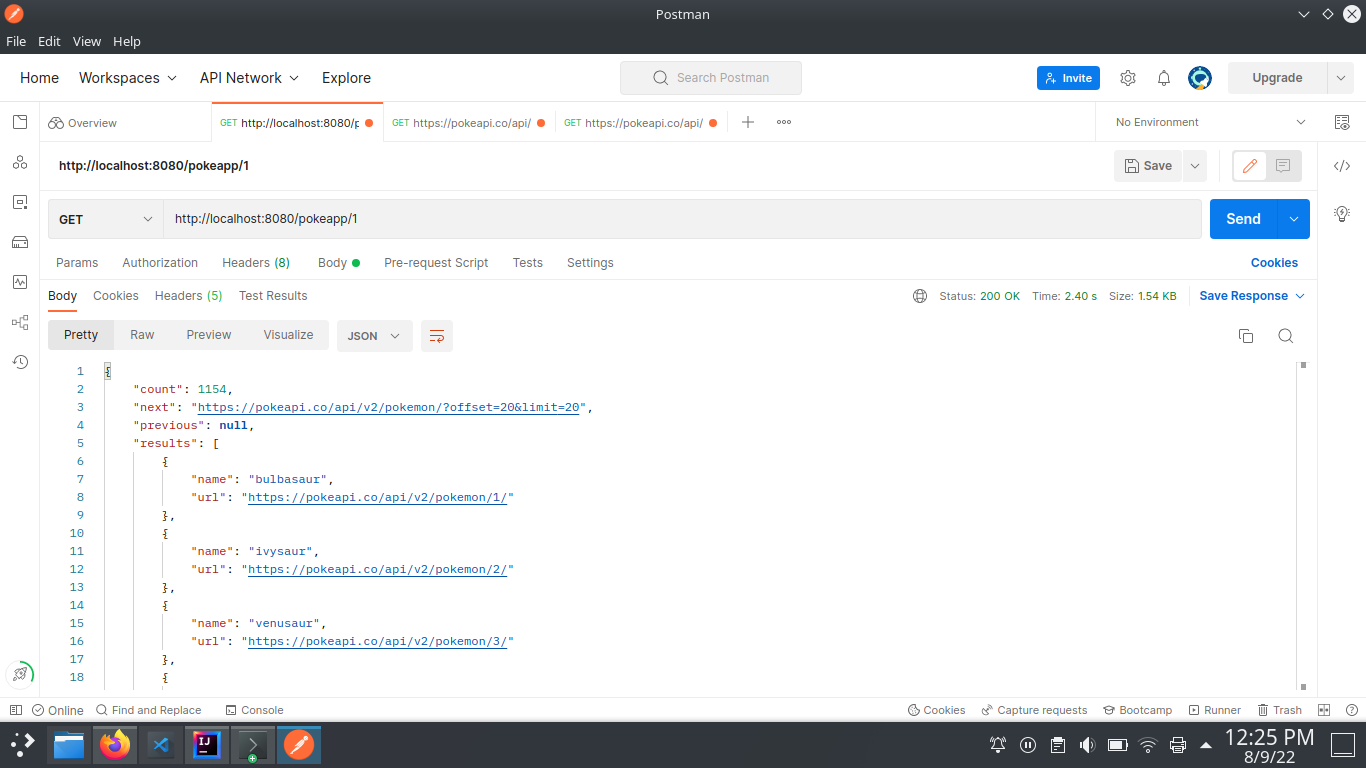 Postman
File Edit View Help
Home Workspaces API Network Explore Search Postman Invite Upgrade
Overview GET http://localhost:8080/p GET https://pokeapi.co/api/ GET https://pokeapi.co/api/ No Environment
http://localhost:8080/pokeapp/1 Save
GET http://localhost:8080/pokeapp/1 Send
Params Authorization Headers (8) Body Pre-request Script Tests Settings Cookies
Body Cookies Headers (5) Test Results Status: 200 OK Time: 2.40 s Size: 1.54 KB Save Response
Pretty Raw Preview Visualize JSON
1 {
2 "count": 1154,
3 "next": "https://pokeapi.co/api/v2/pokemon/?offset=20&limit=20",
4 "previous": null,
5 "results": [
6 {
7 "name": "bulbasaur",
8 "url": "https://pokeapi.co/api/v2/pokemon/1/"
9 },
10 {
11 "name": "ivysaur",
12 "url": "https://pokeapi.co/api/v2/pokemon/2/"
13 },
14 {
15 "name": "venusaur",
16 "url": "https://pokeapi.co/api/v2/pokemon/3/"
17 },
18 {
Online Find and Replace Console Cookies Capture requests Bootcamp Runner Trash
IJ
12:25 PM
8/9/22